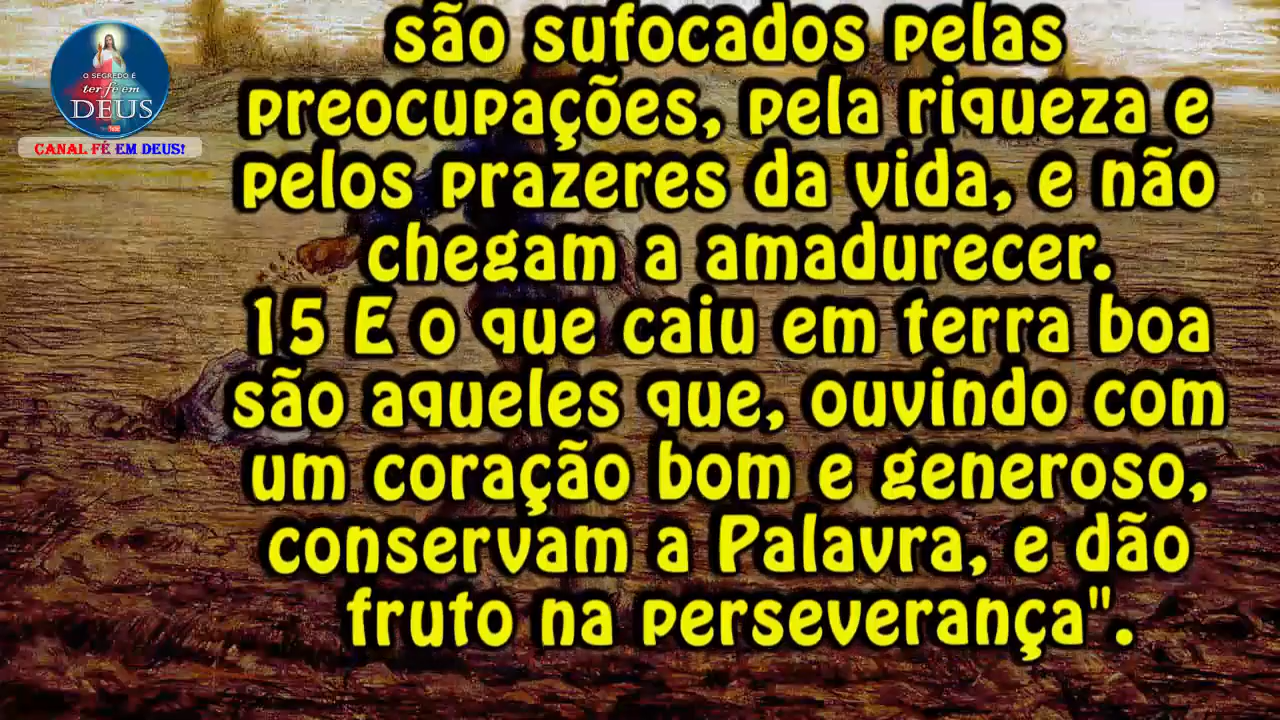 O SEGREDO É
ter fé em
DEUS
CANAL FÉ EM DEUS!
são sufocados pelas
preocupações, pela riqueza e
pelos prazeres da vida, e não
chegam a amadurecer.
15 E o que caiu em terra boa
são aqueles que, ouvindo com
um coração bom e generoso,
conservam a Palavra, e dão
fruto na perseverança".